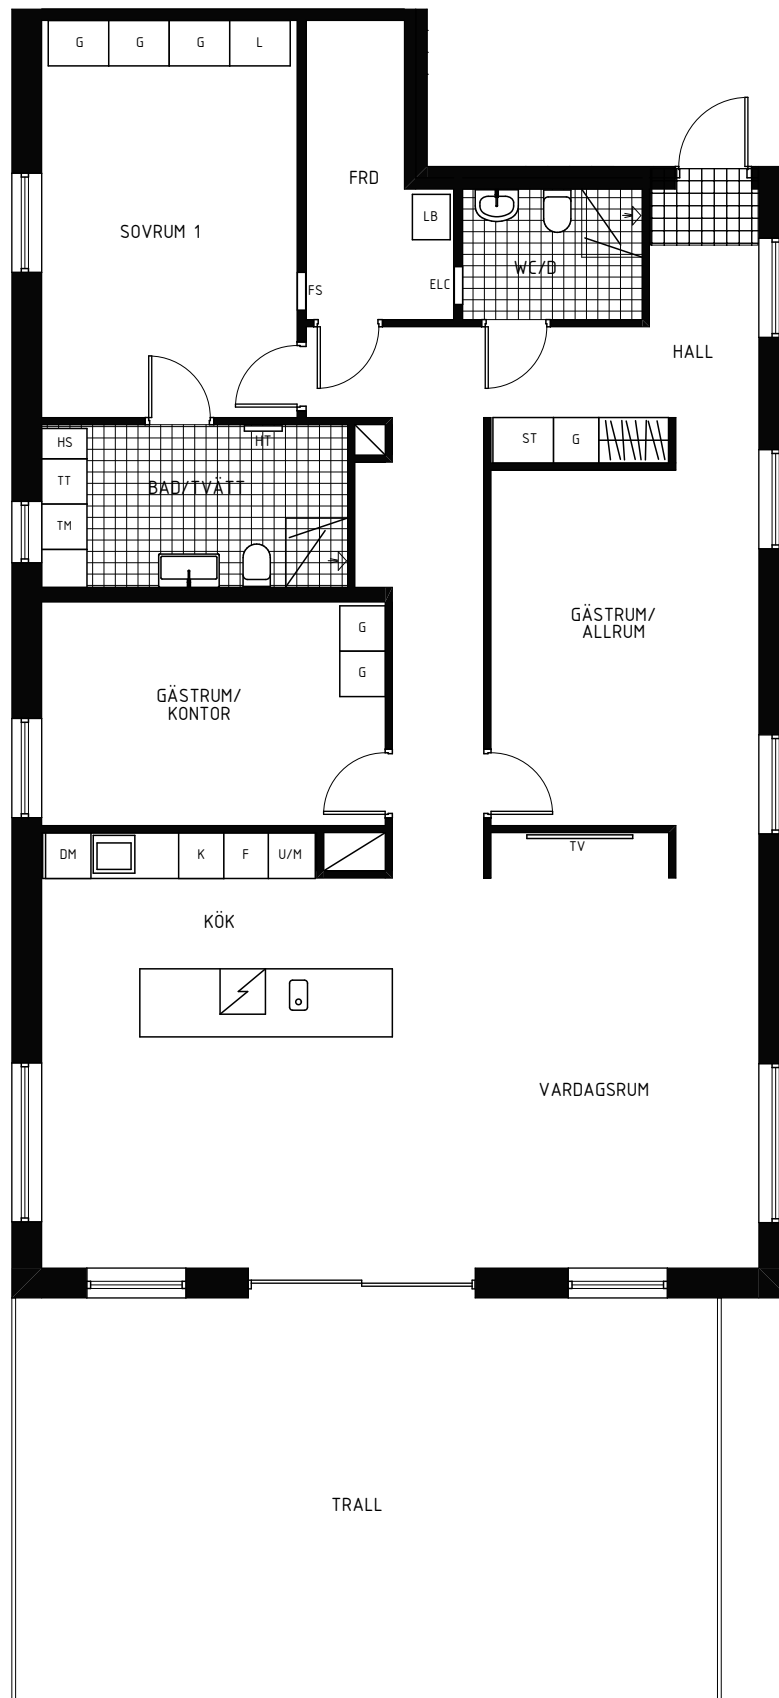 G
G
G
L
FRD
LB
SOVRUM 1
WC/D
ELC
FS
HALL
HS
HT
ST
G
TT
BAD/TVÄTT
TM
GÄSTRUM/
ALLRUM
G
G
GÄSTRUM/
KONTOR
DM
K
F
U/M
TV
KÖK
VARDAGSRUM
TRALL